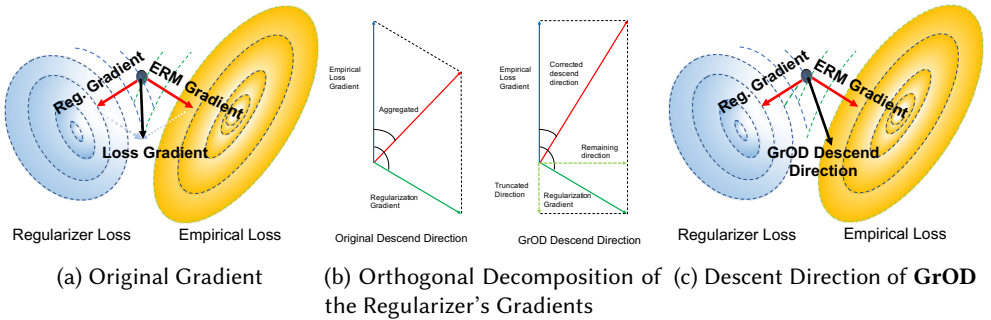 Reg. Gradient
ERM Gradient
Loss Gradient
Regularizer Loss
Empirical Loss
(a) Original Gradient
Empirical Loss
Gradient
Aggregated
Regularization
Gradient
Original Descend Direction
Empirical Loss
Gradient
Corrected
descend
direction
Remaining
direction
Truncated
Direction
Regularization
Gradient
GrOD Descend Direction
(b) Orthogonal Decomposition of
the Regularizer's Gradients
Reg. Gradient
ERM Gradient
GrOD Descend
Direction
Regularizer Loss
Empirical Loss
(c) Descent Direction of GrOD